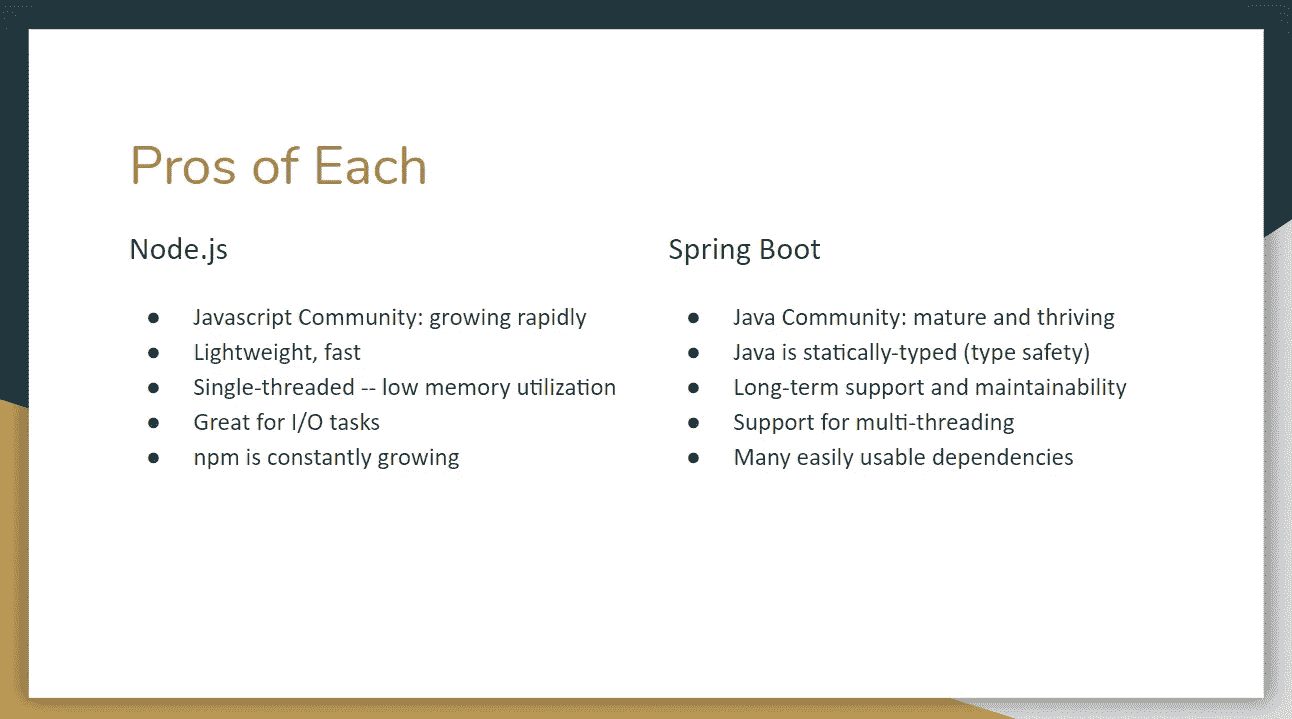 Pros of Each
Node.js
● Javascript Community: growing rapidly
● Lightweight, fast
● Single-threaded -- low memory utilization
● Great for I/O tasks
● npm is constantly growing
Spring Boot
● Java Community: mature and thriving
● Java is statically-typed (type safety)
● Long-term support and maintainability
● Support for multi-threading
● Many easily usable dependencies